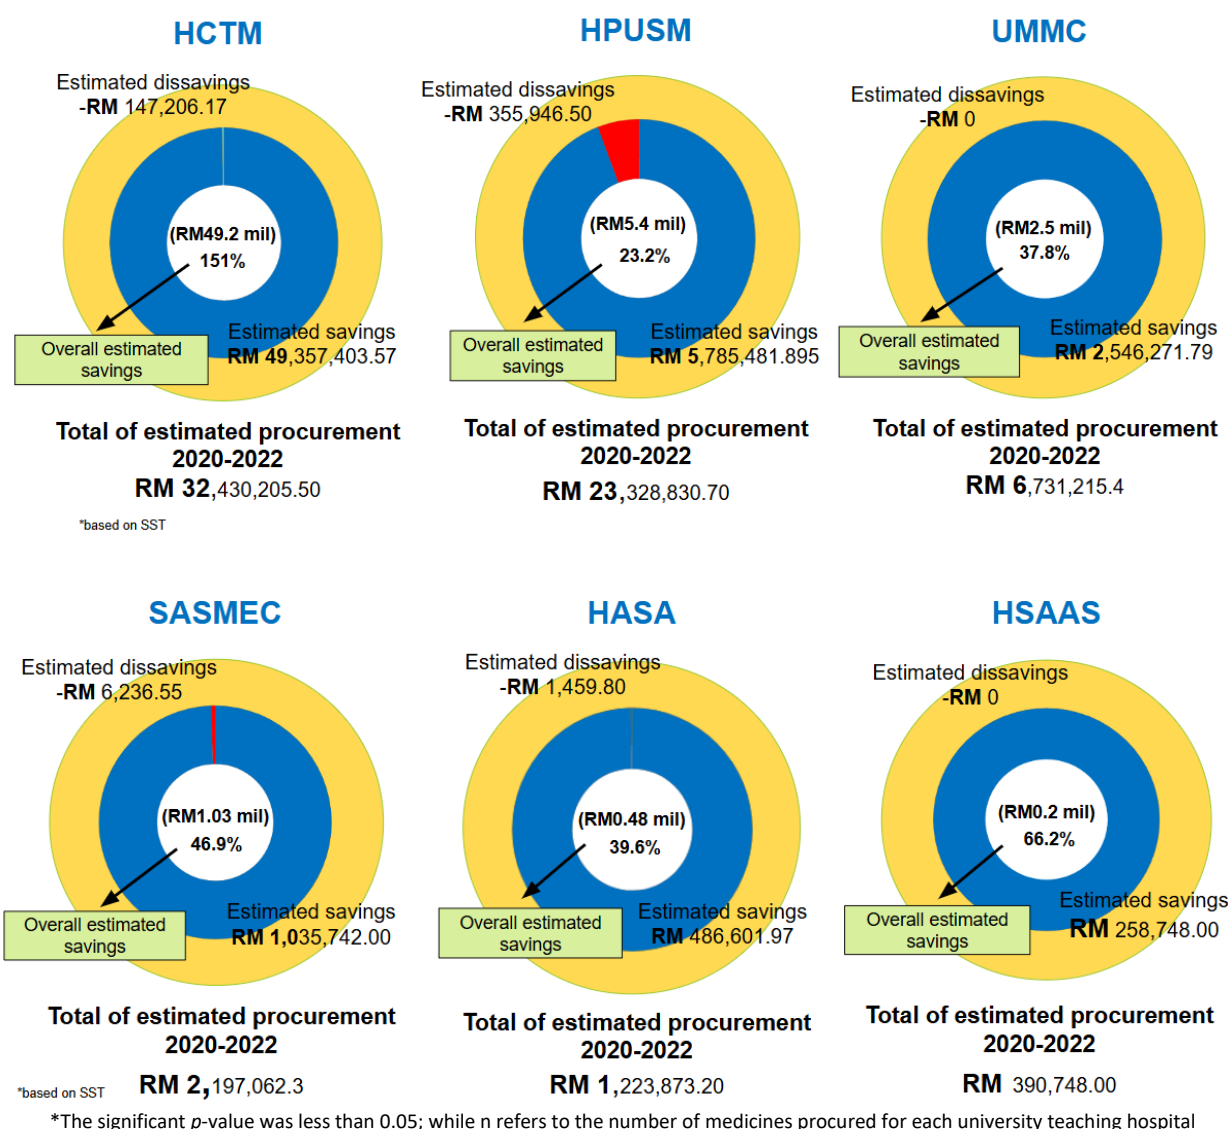 HCTM
Estimated dissavings
-RM 147,206.17
(RM49.2 mil)
151%
Estimated savings
RM 49,357,403.57
Overall estimated
savings
Total of estimated procurement
2020-2022
RM 32,430,205.50
*based on SST
HPUSM
Estimated dissavings
-RM 355,946.50
(RM5.4 mil)
23.2%
Estimated savings
RM 5,785,481.895
Overall estimated
savings
Total of estimated procurement
2020-2022
RM 23,328,830.70
UMMC
Estimated dissavings
-RM 0
(RM2.5 mil)
37.8%
Estimated savings
RM 2,546,271.79
Overall estimated
savings
Total of estimated procurement
2020-2022
RM 6,731,215.4
SASMEC
Estimated dissavings
-RM 6,236.55
(RM1.03 mil)
46.9%
Estimated savings
RM 1,035,742.00
Overall estimated
savings
Total of estimated procurement
2020-2022
RM 2,197,062.3
*based on SST
HASA
Estimated dissavings
-RM 1,459.80
(RM0.48 mil)
39.6%
Estimated savings
RM 486,601.97
Overall estimated
savings
Total of estimated procurement
2020-2022
RM 1,223,873.20
HSAAS
Estimated dissavings
-RM 0
(RM0.2 mil)
66.2%
Estimated savings
RM 258,748.00
Overall estimated
savings
Total of estimated procurement
2020-2022
RM 390,748.00
*The significant p-value was less than 0.05; while n refers to the number of medicines procured for each university teaching hospital